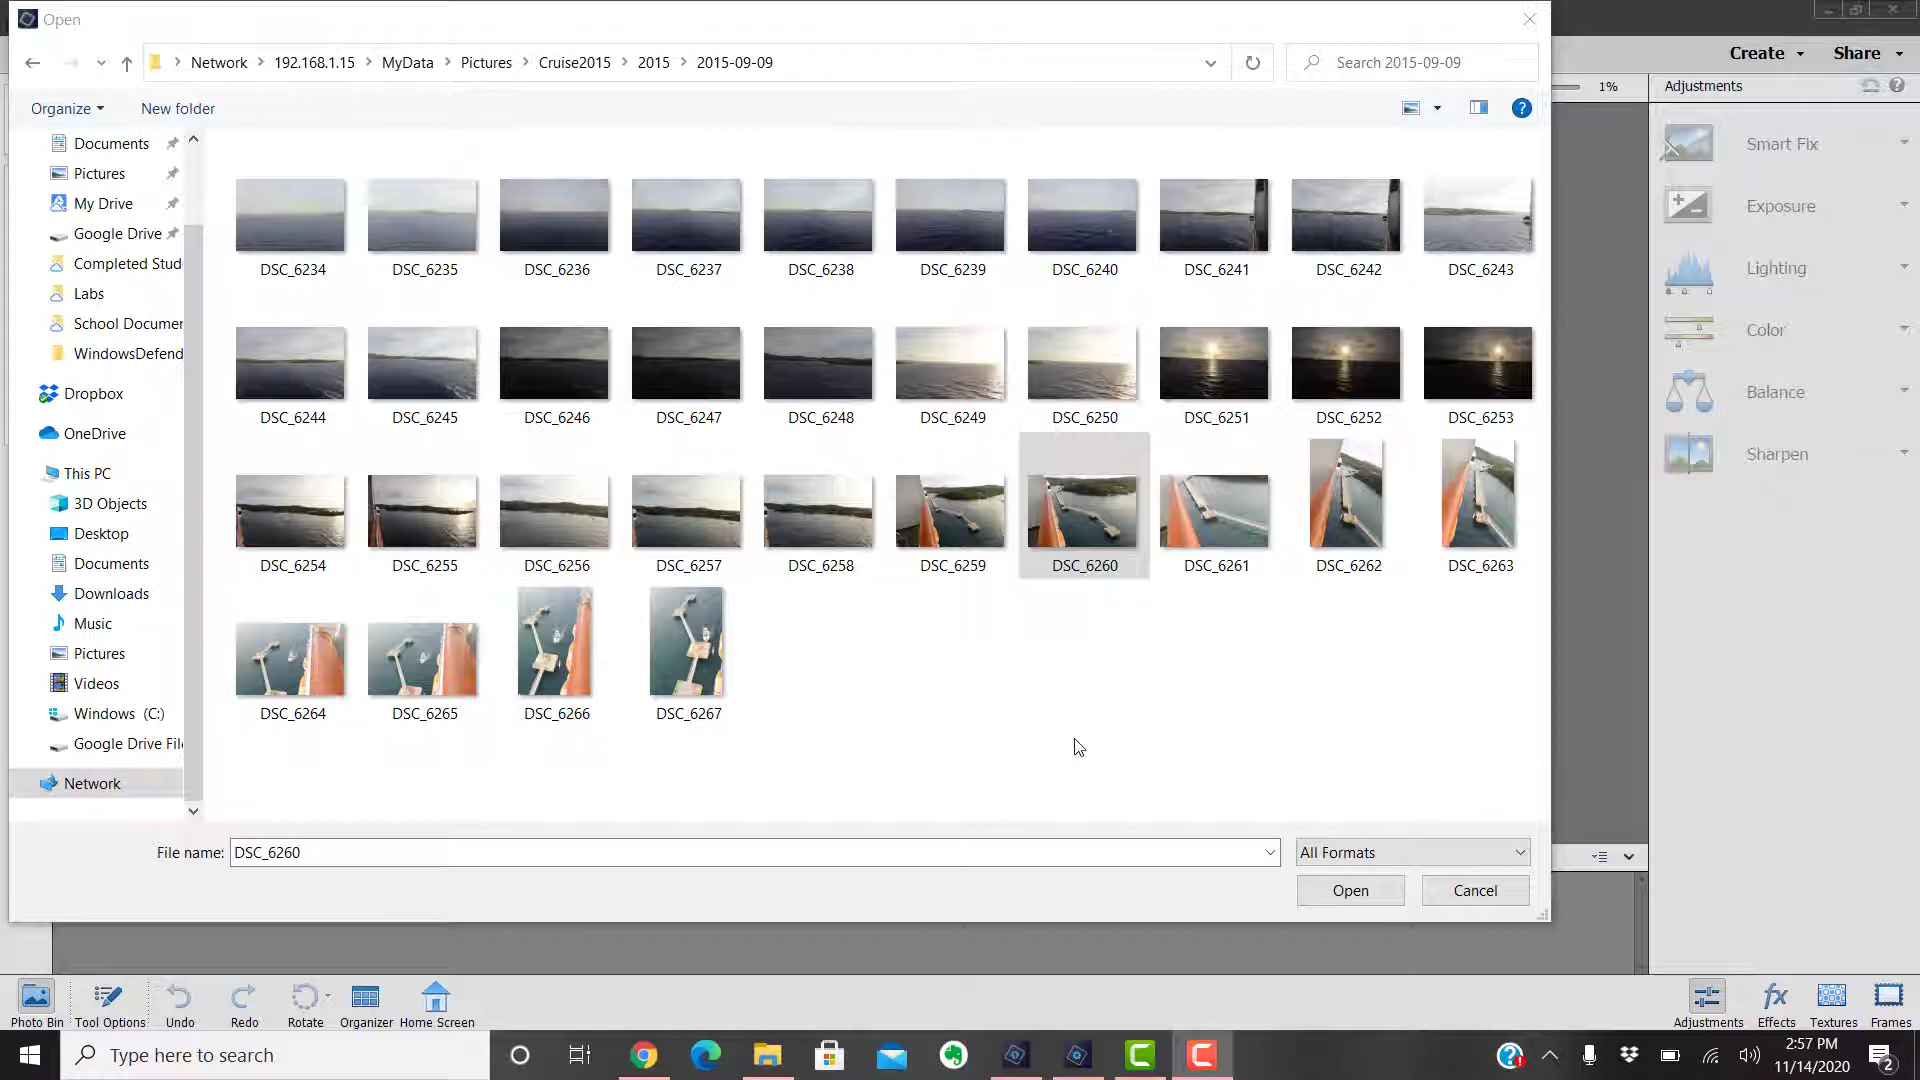 Open
Network
192.168.1.15
MyData
Pictures
Cruise2015
2015
2015-09-09
Search 2015-09-09
Create
Share
Organize
New folder
1%
Adjustments
Documents
Pictures
My Drive
Google Drive
Completed Stud
Labs
School Documer
WindowsDefend
Dropbox
OneDrive
This PC
3D Objects
Desktop
Documents
Downloads
Music
Pictures
Videos
Windows (C:)
Google Drive File
Network
DSC_6234
DSC_6235
DSC_6236
DSC_6237
DSC_6238
DSC_6239
DSC_6240
DSC_6241
DSC_6242
DSC_6243
DSC_6244
DSC_6245
DSC_6246
DSC_6247
DSC_6248
DSC_6249
DSC_6250
DSC_6251
DSC_6252
DSC_6253
DSC_6254
DSC_6255
DSC_6256
DSC_6257
DSC_6258
DSC_6259
DSC_6260
DSC_6261
DSC_6262
DSC_6263
DSC_6264
DSC_6265
DSC_6266
DSC_6267
Smart Fix
Exposure
Lighting
Color
Balance
Sharpen
File name: DSC_6260
All Formats
Open
Cancel
Photo Bin
Tool Options
Undo
Redo
Rotate
Organizer
Home Screen
Adjustments
Effects
Textures
Frames
Type here to search
2:57 PM
11/14/2020
2